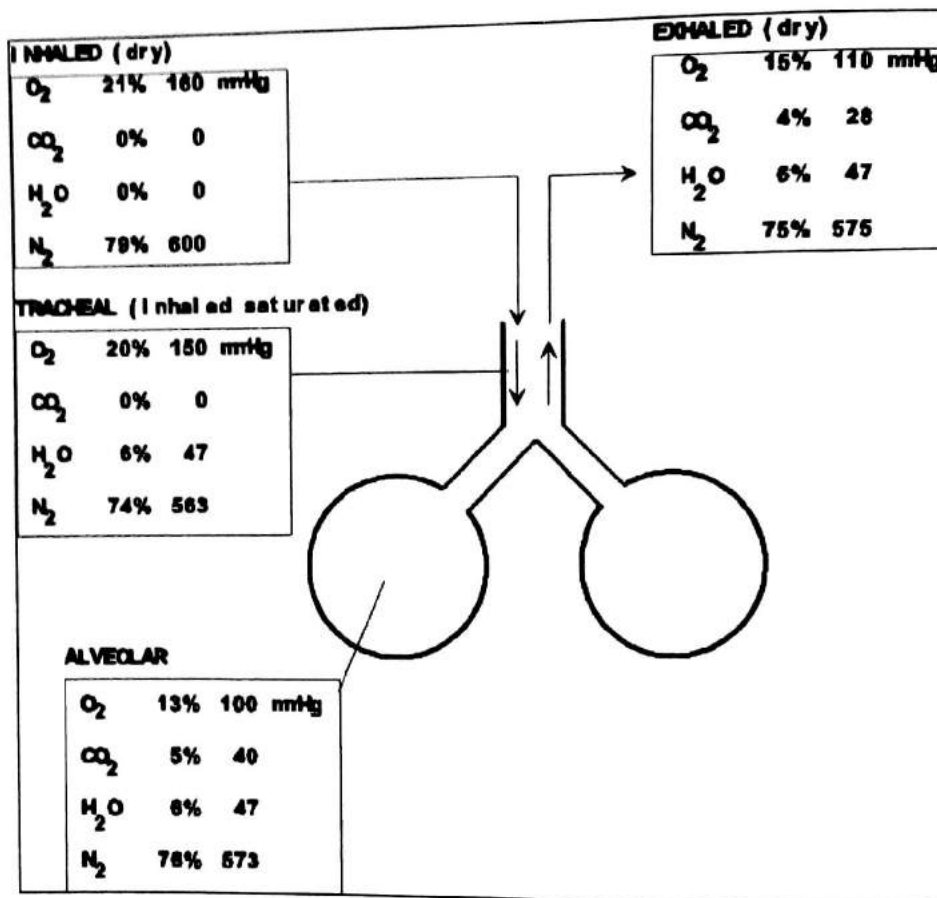 INHALED (dry)
O2 21% 160 mmHg
CO2 0% 0
H2O 0% 0
N2 79% 600
EXHALED (dry)
O2 15% 110 mmHg
CO2 4% 28
H2O 6% 47
N2 75% 575
TRACHEAL (Inhaled saturated)
O2 20% 150 mmHg
CO2 0% 0
H2O 6% 47
N2 74% 563
ALVEOLAR
O2 13% 100 mmHg
CO2 5% 40
H2O 6% 47
N2 76% 573